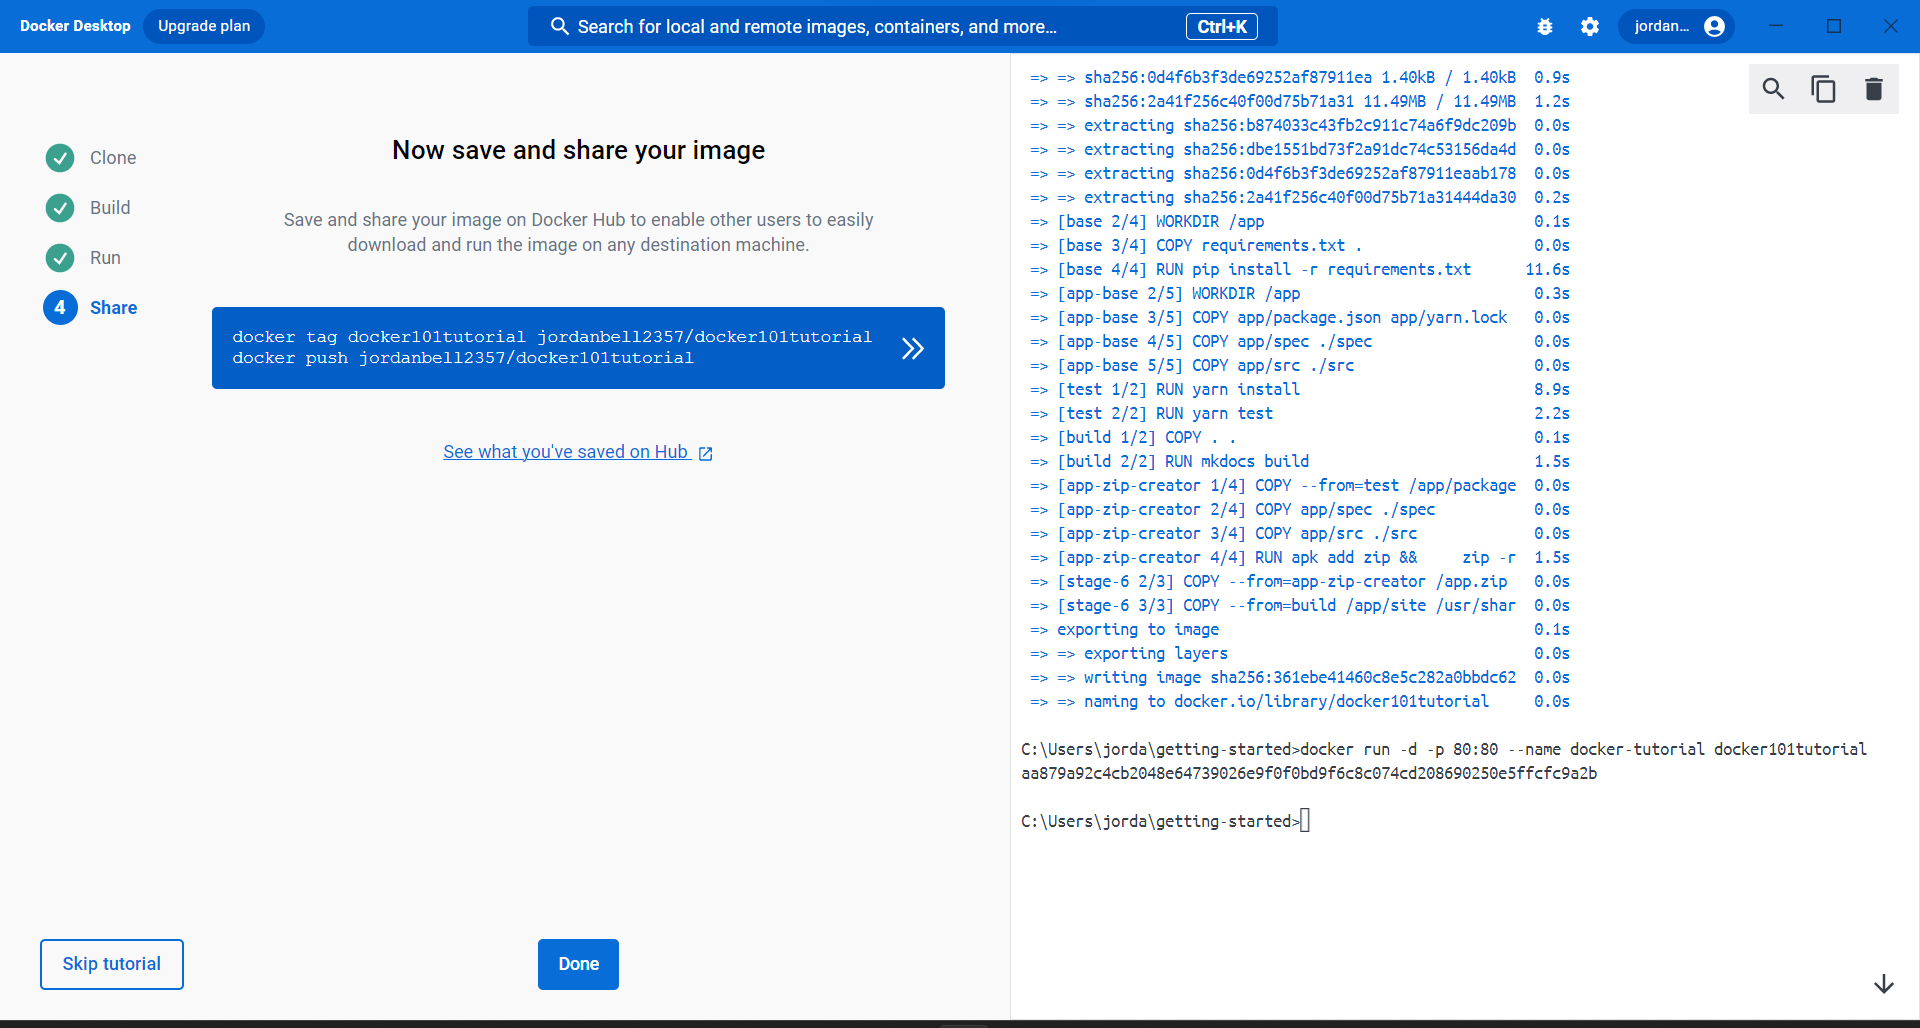 Docker Desktop Upgrade plan Search for local and remote images, containers, and more... Ctrl+K jordan...
Clone
Build
Run
4 Share
Now save and share your image
Save and share your image on Docker Hub to enable other users to easily
download and run the image on any destination machine.
docker tag docker101tutorial jordanbell2357/docker101tutorial
docker push jordanbell2357/docker101tutorial
See what you've saved on Hub
Skip tutorial
Done
=> => sha256:0d4f6b3f3de69252af87911ea 1.40kB / 1.40kB 0.9s
=> => sha256:2a41f256c40f00d75b71a31 11.49MB / 11.49MB 1.2s
=> => extracting sha256:b874033c43fb2c911c74a6f9dc209b 0.0s
=> => extracting sha256:dbe1551bd73f2a91dc74c53156da4d 0.0s
=> => extracting sha256:0d4f6b3f3de69252af87911eaab178 0.0s
=> => extracting sha256:2a41f256c40f00d75b71a31444da30 0.2s
=> [base 2/4] WORKDIR /app 0.1s
=> [base 3/4] COPY requirements.txt . 0.0s
=> [base 4/4] RUN pip install -r requirements.txt 11.6s
=> [app-base 2/5] WORKDIR /app 0.3s
=> [app-base 3/5] COPY app/package.json app/yarn.lock 0.0s
=> [app-base 4/5] COPY app/spec ./spec 0.0s
=> [app-base 5/5] COPY app/src ./src 0.0s
=> [test 1/2] RUN yarn install 8.9s
=> [test 2/2] RUN yarn test 2.2s
=> [build 1/2] COPY . . 0.1s
=> [build 2/2] RUN mkdocs build 1.5s
=> [app-zip-creator 1/4] COPY --from=test /app/package 0.0s
=> [app-zip-creator 2/4] COPY app/spec ./spec 0.0s
=> [app-zip-creator 3/4] COPY app/src ./src 0.0s
=> [app-zip-creator 4/4] RUN apk add zip && zip -r 1.5s
=> [stage-6 2/3] COPY --from=app-zip-creator /app.zip 0.0s
=> [stage-6 3/3] COPY --from=build /app/site /usr/shar 0.0s
=> exporting to image 0.1s
=> => exporting layers 0.0s
=> => writing image sha256:361ebe41460c8e5c282a0bbdc62 0.0s
=> => naming to docker.io/library/docker101tutorial 0.0s
C:\Users\jorda\getting-started>docker run -d -p 80:80 --name docker-tutorial docker101tutorial
aa879a92c4cb2048e64739026e9f0f0bd9f6c8c074cd208690250e5ffcfc9a2b
C:\Users\jorda\getting-started>